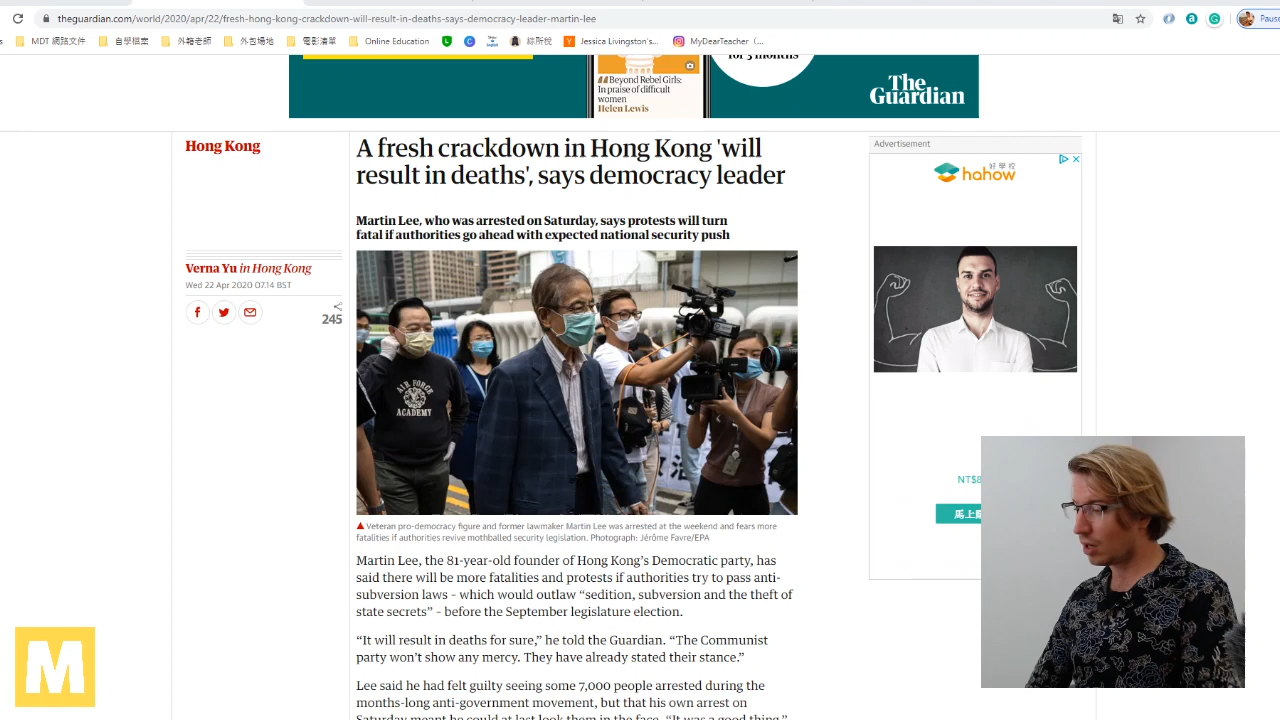 theguardian.com/world/2020/apr/22/fresh-hong-kong-crackdown-will-result-in-deaths-says-democracy-leader-martin-lee
Pause
MDT 網路文件
自學檔案
外籍老師
外包場地
電影清單
Online Education
綜所稅
Jessica Livingston's...
MyDearTeacher (...
for 3 months
Beyond Rebel Girls:
In praise of difficult
women
Helen Lewis
The
Guardian
Hong Kong
A fresh crackdown in Hong Kong 'will
result in deaths', says democracy leader
Martin Lee, who was arrested on Saturday, says protests will turn
fatal if authorities go ahead with expected national security push
Verna Yu in Hong Kong
Wed 22 Apr 2020 07.14 BST
245
Advertisement
好學校
hahow
AIR FORCE
ACADEMY
NT$8
馬上
Veteran pro-democracy figure and former lawmaker Martin Lee was arrested at the weekend and fears more
fatalities if authorities revive mothballed security legislation. Photograph: Jérôme Favre/EPA
Martin Lee, the 81-year-old founder of Hong Kong's Democratic party, has
said there will be more fatalities and protests if authorities try to pass anti-
subversion laws – which would outlaw “sedition, subversion and the theft of
state secrets” – before the September legislature election.
“It will result in deaths for sure,” he told the Guardian. “The Communist
party won't show any mercy. They have already stated their stance.”
Lee said he had felt guilty seeing some 7,000 people arrested during the
months-long anti-government movement, but that his own arrest on
Saturday meant he could at last look them in the face. “It was a good thing,”
M